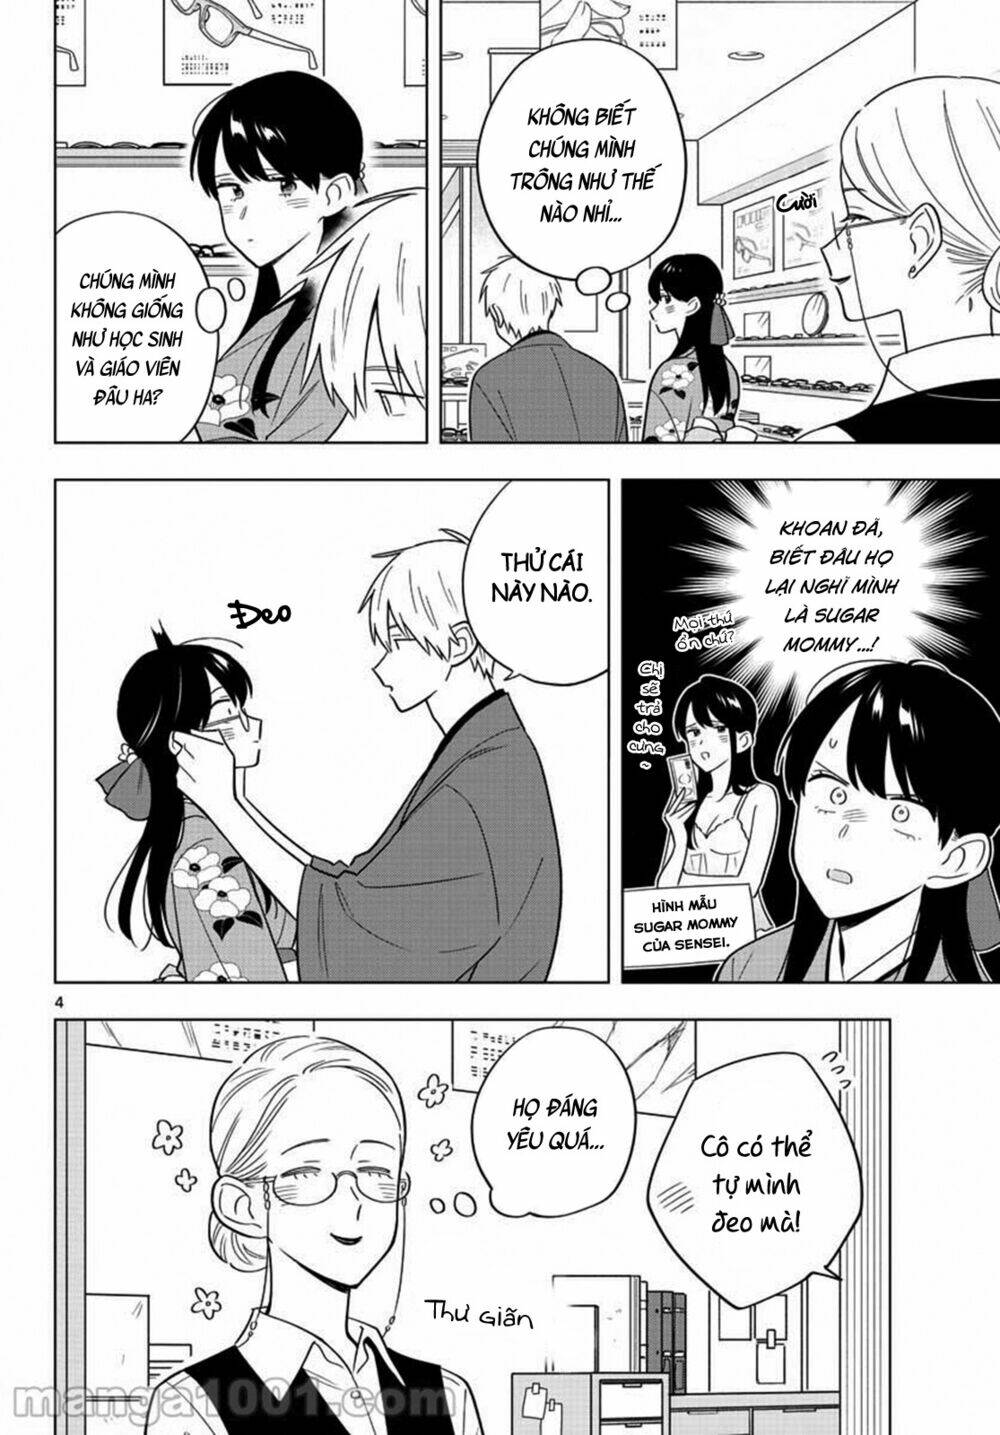 KHÔNG BIẾT
CHÚNG MÌNH
TRÔNG NHƯ THẾ
NÀO NHỈ...
Cười
CHÚNG MÌNH
KHÔNG GIỐNG
NHƯ HỌC SINH
VÀ GIÁO VIÊN
ĐÂU HA?
KHOAN ĐÃ,
BIẾT ĐÂU HỌ
LẠI NGHĨ MÌNH
LÀ SUGAR
MOMMY...!
Mọi thứ
ổn chứ?
Chị
sẽ
trả
cho
cưng
~
HÌNH MẪU
SUGAR MOMMY
CỦA SENSEI.
THỬ CÁI
NÀY NÀO.
Đeo
4
HỌ ĐÁNG
YÊU QUÁ...
Cô có thể
tự mình
đeo mà!
Thư giãn
manga1001.com